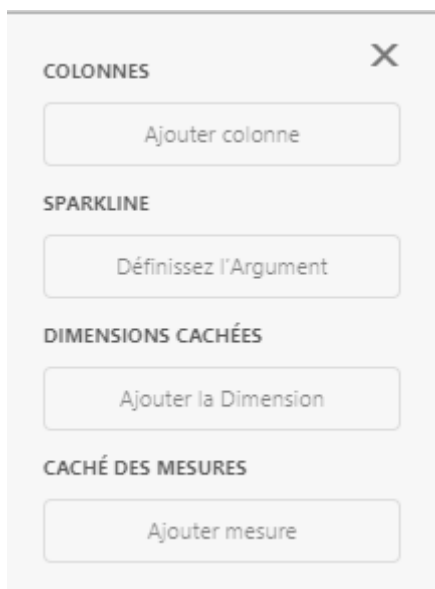 COLONNES
Ajouter colonne
SPARKLINE
Définissez l'Argument
DIMENSIONS CACHÉES
Ajouter la Dimension
CACHÉ DES MESURES
Ajouter mesure